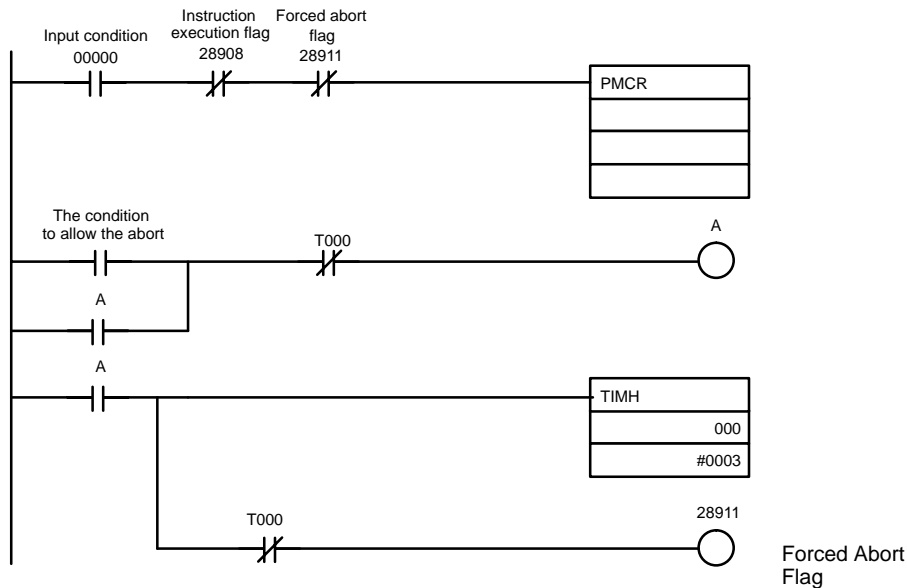 Input condition
00000
Instruction
execution flag
28908
Forced abort
flag
28911
PMCR
The condition
to allow the abort
T000
A
A
A
TIMH
000
#0003
T000
28911
Forced Abort
Flag